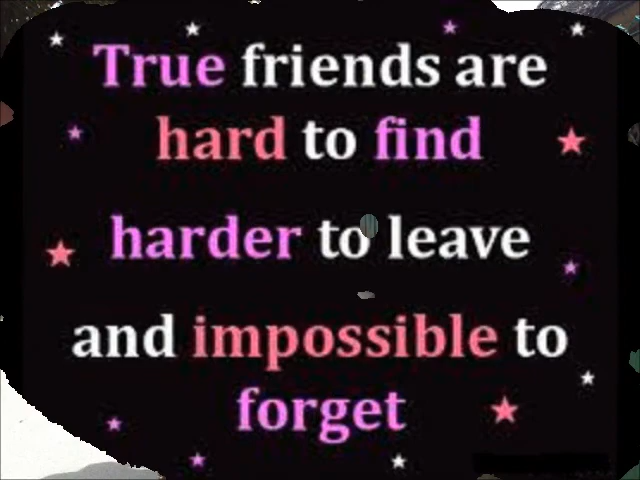 True friends are
hard to find
harder to leave
and impossible to
forget